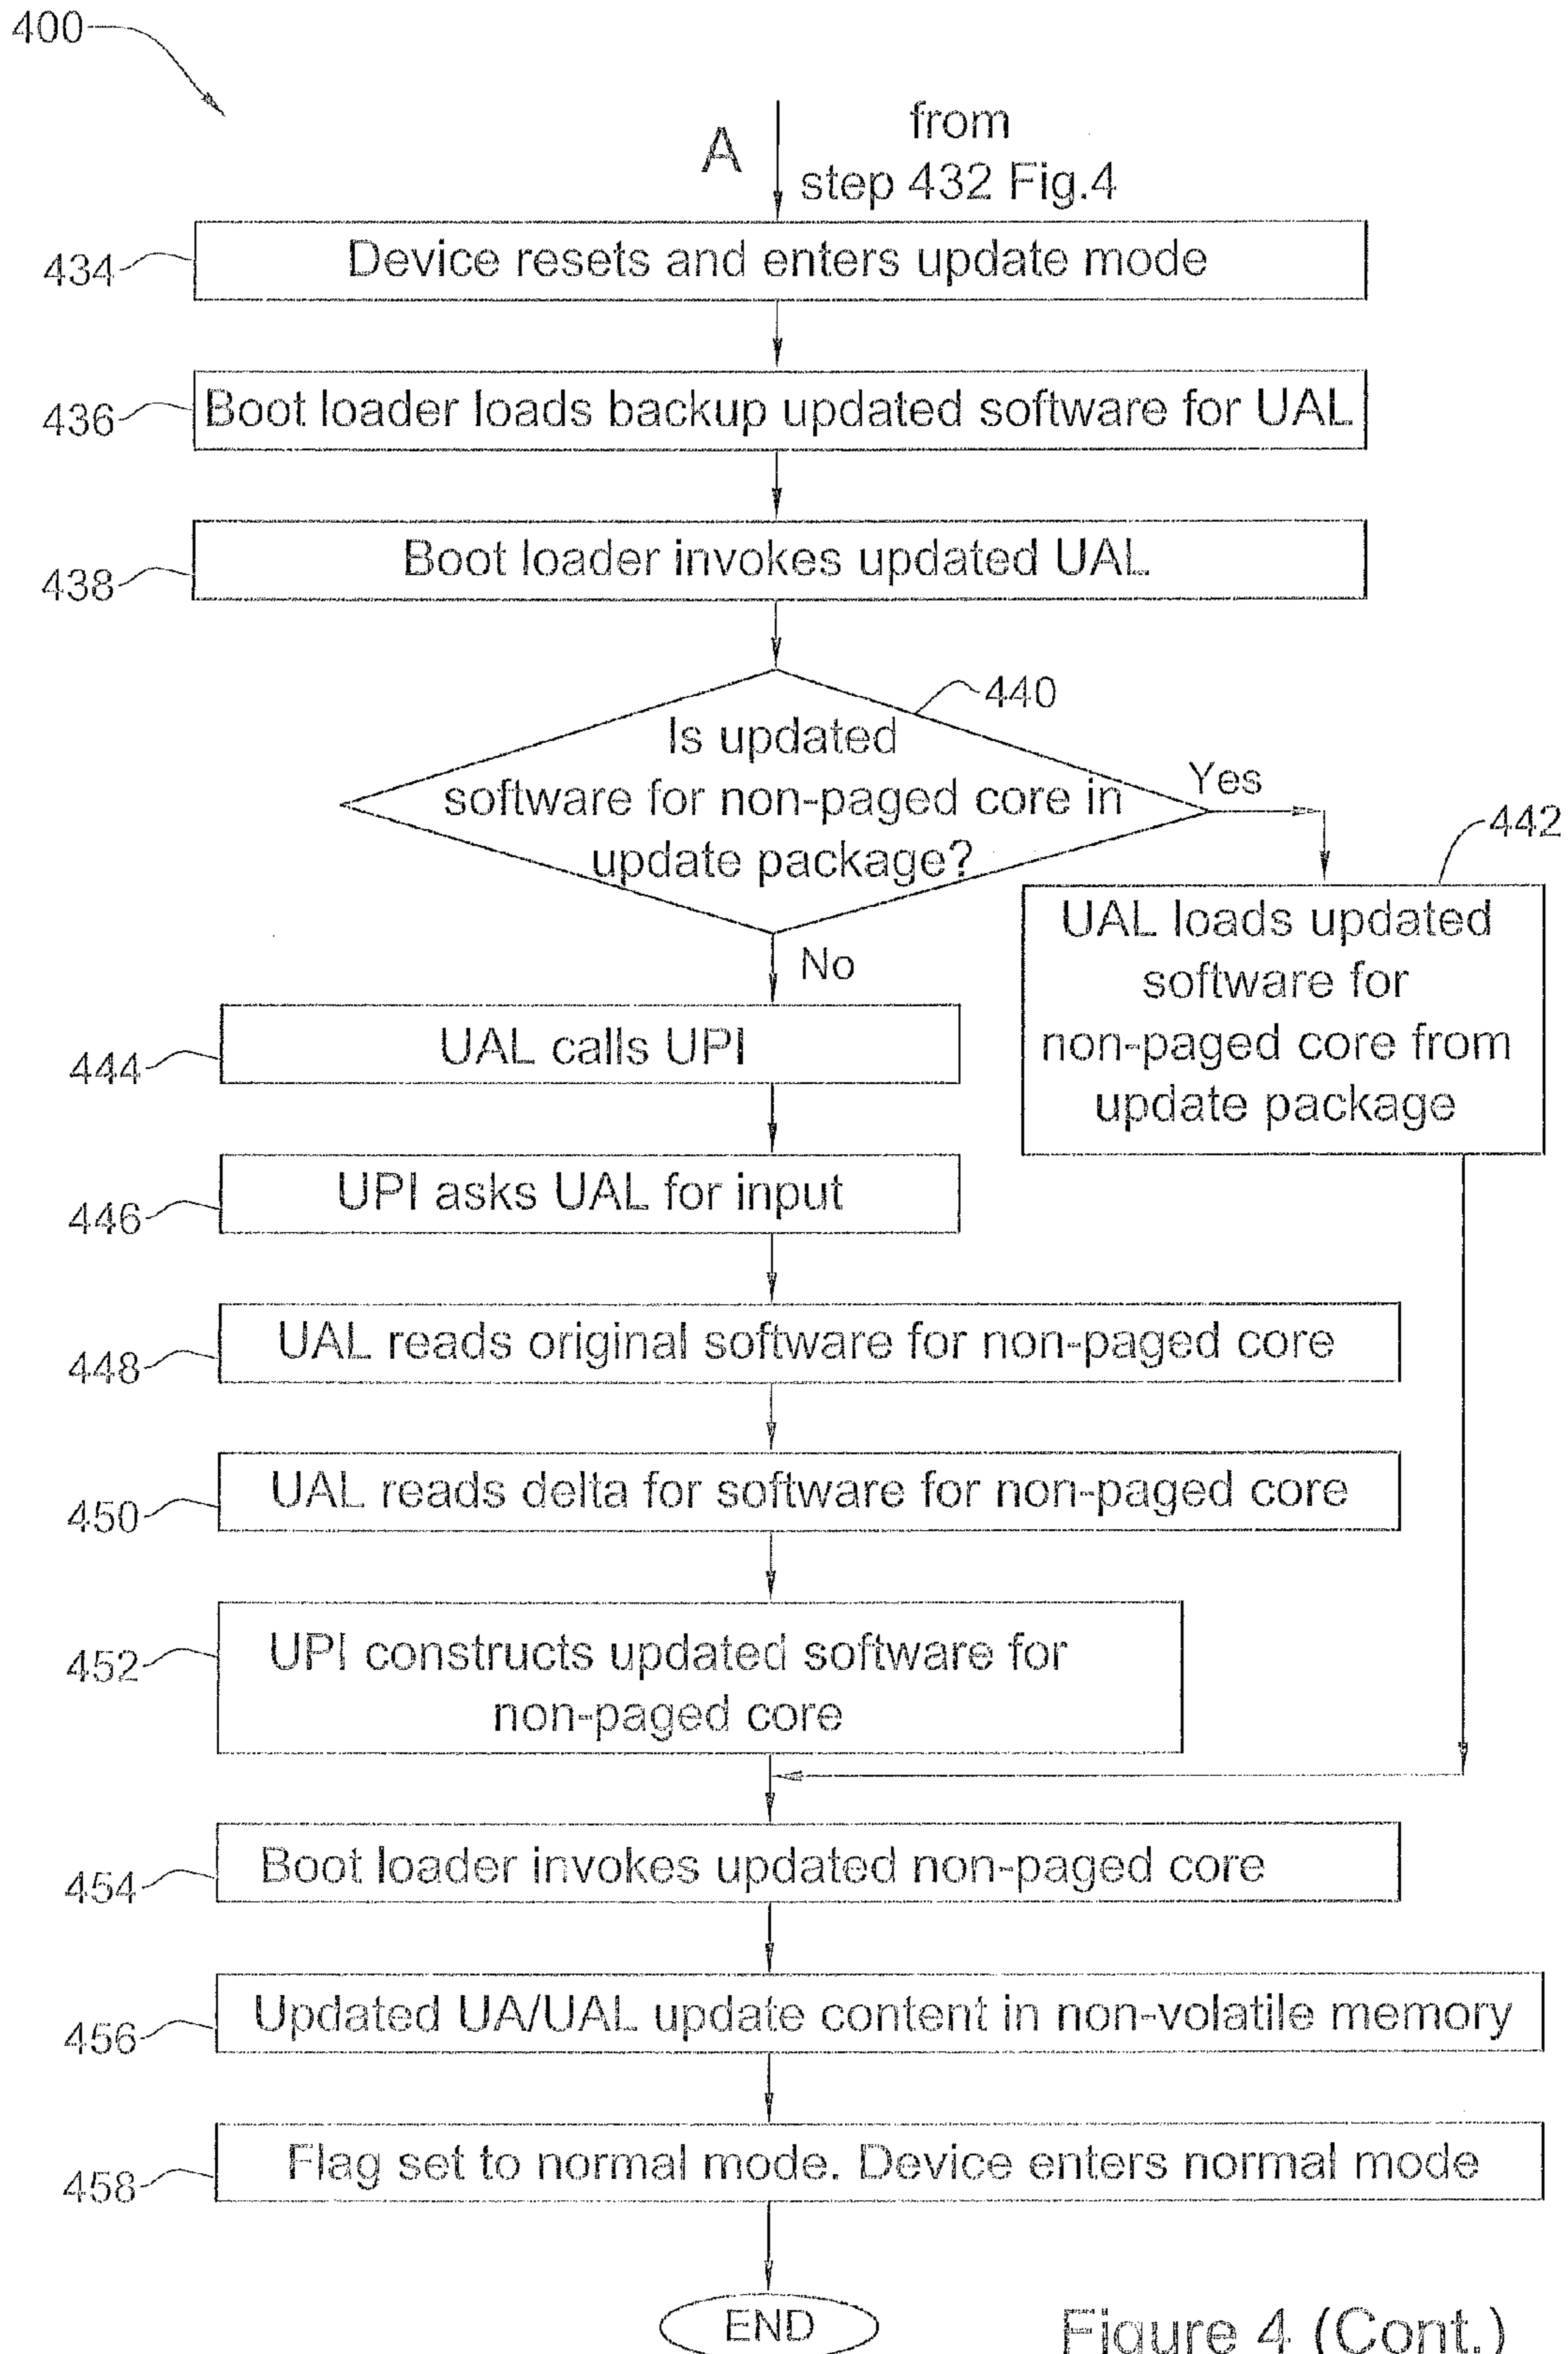 400
A
from
step 432 Fig.4
434
Device resets and enters update mode
436
Boot loader loads backup updated software for UAL
438
Boot loader invokes updated UAL
440
Is updated
software for non-paged core in
update package?
Yes
442
UAL loads updated
software for
non-paged core from
update package
No
444
UAL calls UPI
446
UPI asks UAL for input
448
UAL reads original software for non-paged core
450
UAL reads delta for software for non-paged core
452
UPI constructs updated software for
non-paged core
454
Boot loader invokes updated non-paged core
456
Updated UA/UAL update content in non-volatile memory
458
Flag set to normal mode. Device enters normal mode
END
Figure 4 (Cont.)